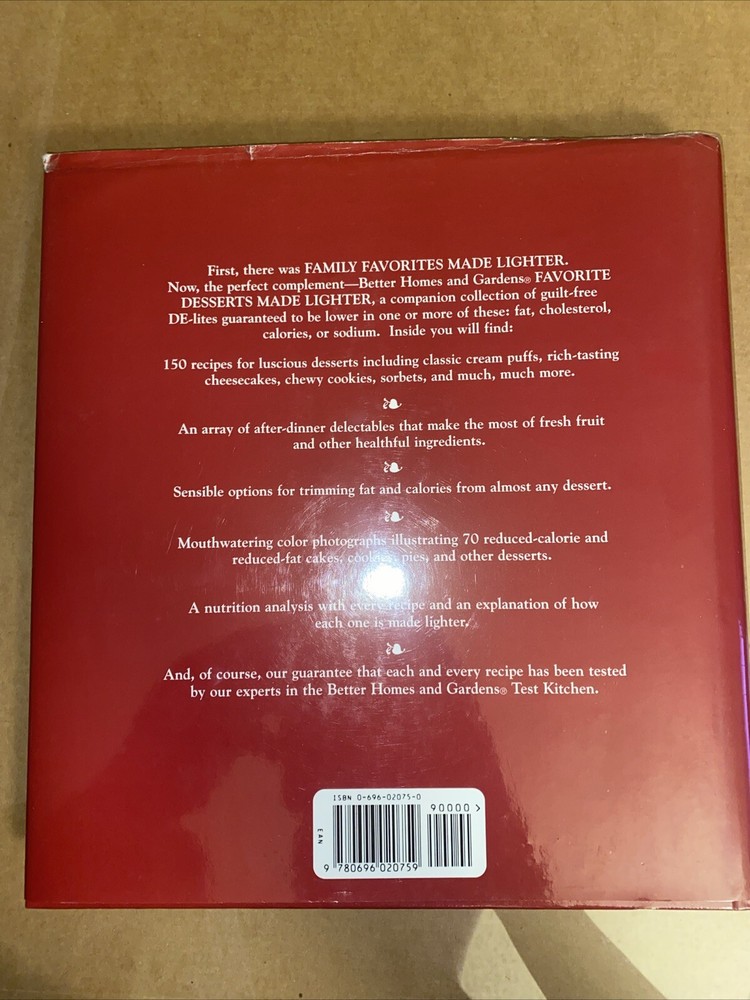 First, there was FAMILY FAVORITES MADE LIGHTER.
Now, the perfect complement—Better Homes and Gardens® FAVORITE
DESSERTS MADE LIGHTER, a companion collection of guilt-free
DE-lites guaranteed to be lower in one or more of these: fat, cholesterol,
calories, or sodium. Inside you will find:
150 recipes for luscious desserts including classic cream puffs, rich-tasting
cheesecakes, chewy cookies, sorbets, and much, much more.
An array of after-dinner delectables that make the most of fresh fruit
and other healthful ingredients.
Sensible options for trimming fat and calories from almost any dessert.
Mouthwatering color photographs illustrating 70 reduced-calorie and
reduced-fat cakes, cookies, pies, and other desserts.
A nutrition analysis with every recipe and an explanation of how
each one is made lighter.
And, of course, our guarantee that each and every recipe has been tested
by our experts in the Better Homes and Gardens® Test Kitchen.
ISBN 0-696-02075-0
90000>
EAN
9 780696 020759